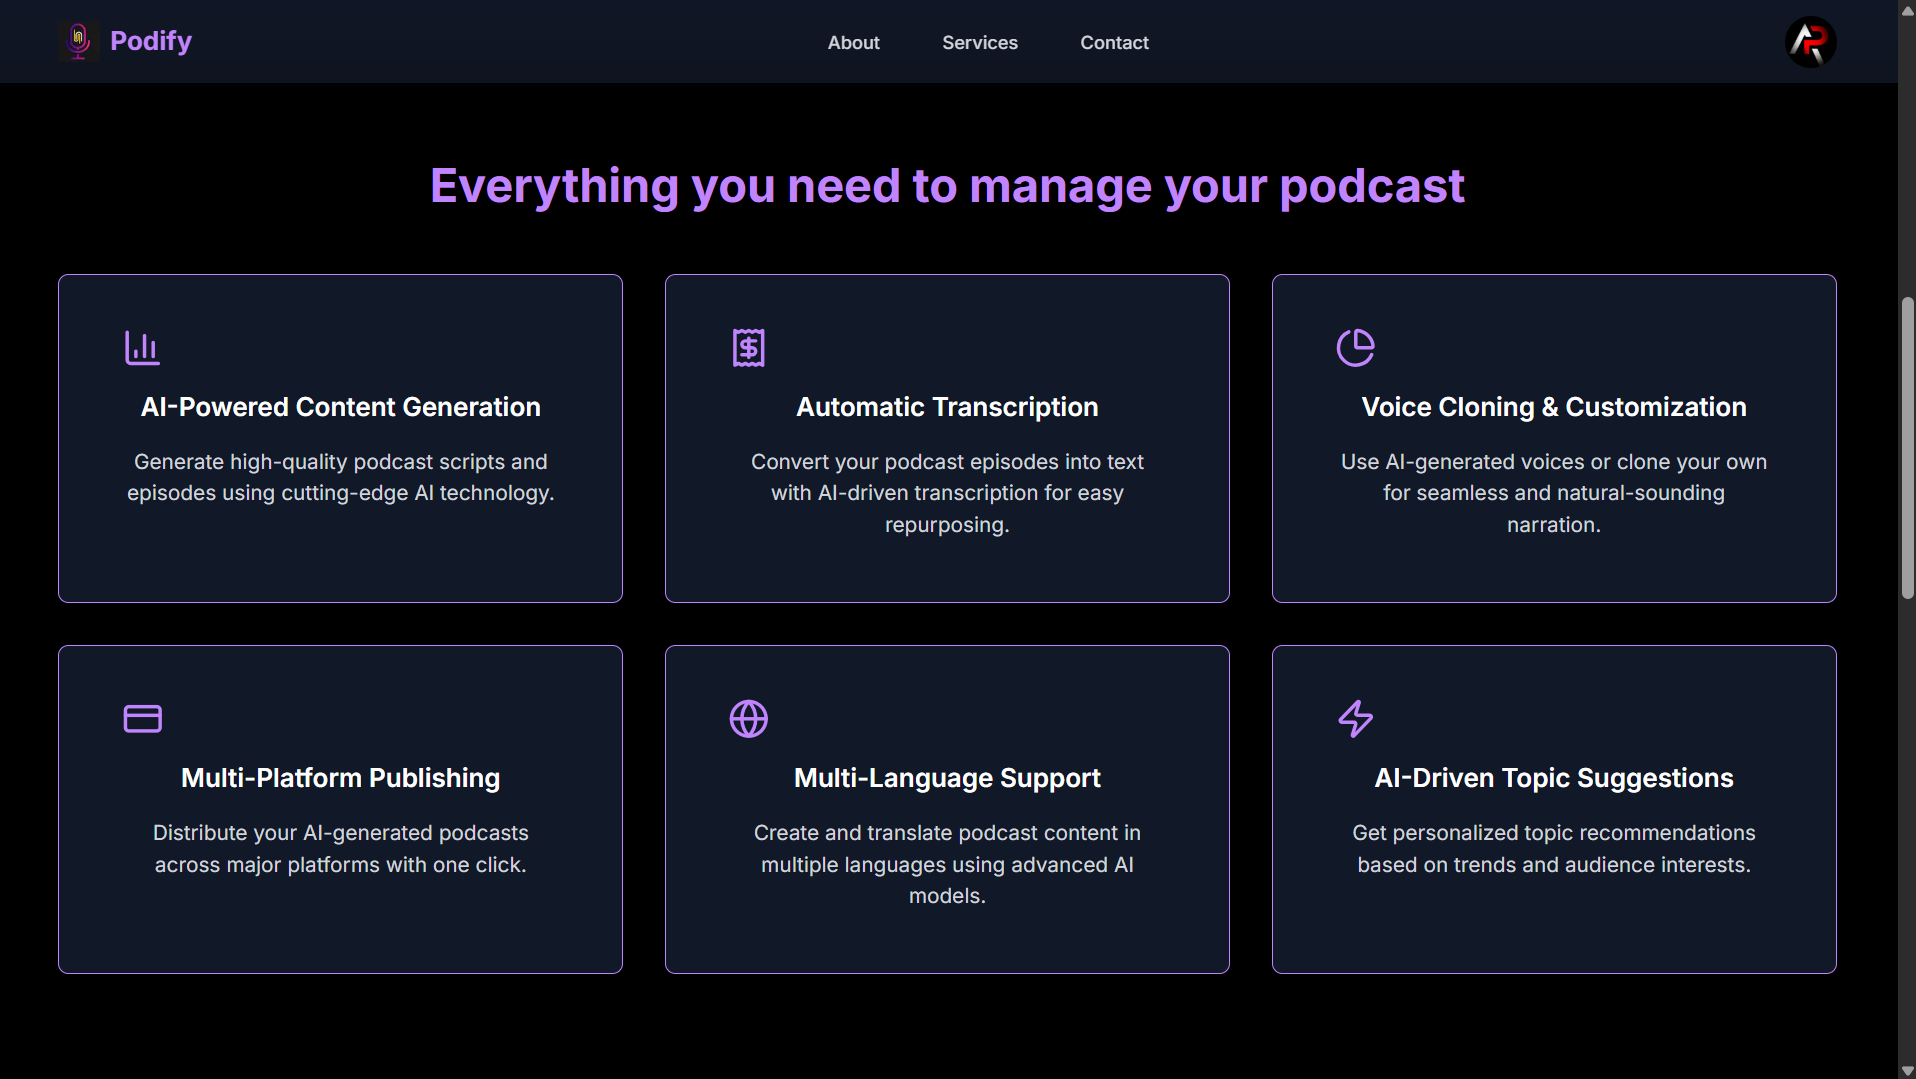 Podify
About
Services
Contact
AR
Everything you need to manage your podcast
AI-Powered Content Generation
Generate high-quality podcast scripts and
episodes using cutting-edge AI technology.
Automatic Transcription
Convert your podcast episodes into text
with AI-driven transcription for easy
repurposing.
Voice Cloning & Customization
Use AI-generated voices or clone your own
for seamless and natural-sounding
narration.
Multi-Platform Publishing
Distribute your AI-generated podcasts
across major platforms with one click.
Multi-Language Support
Create and translate podcast content in
multiple languages using advanced AI
models.
AI-Driven Topic Suggestions
Get personalized topic recommendations
based on trends and audience interests.